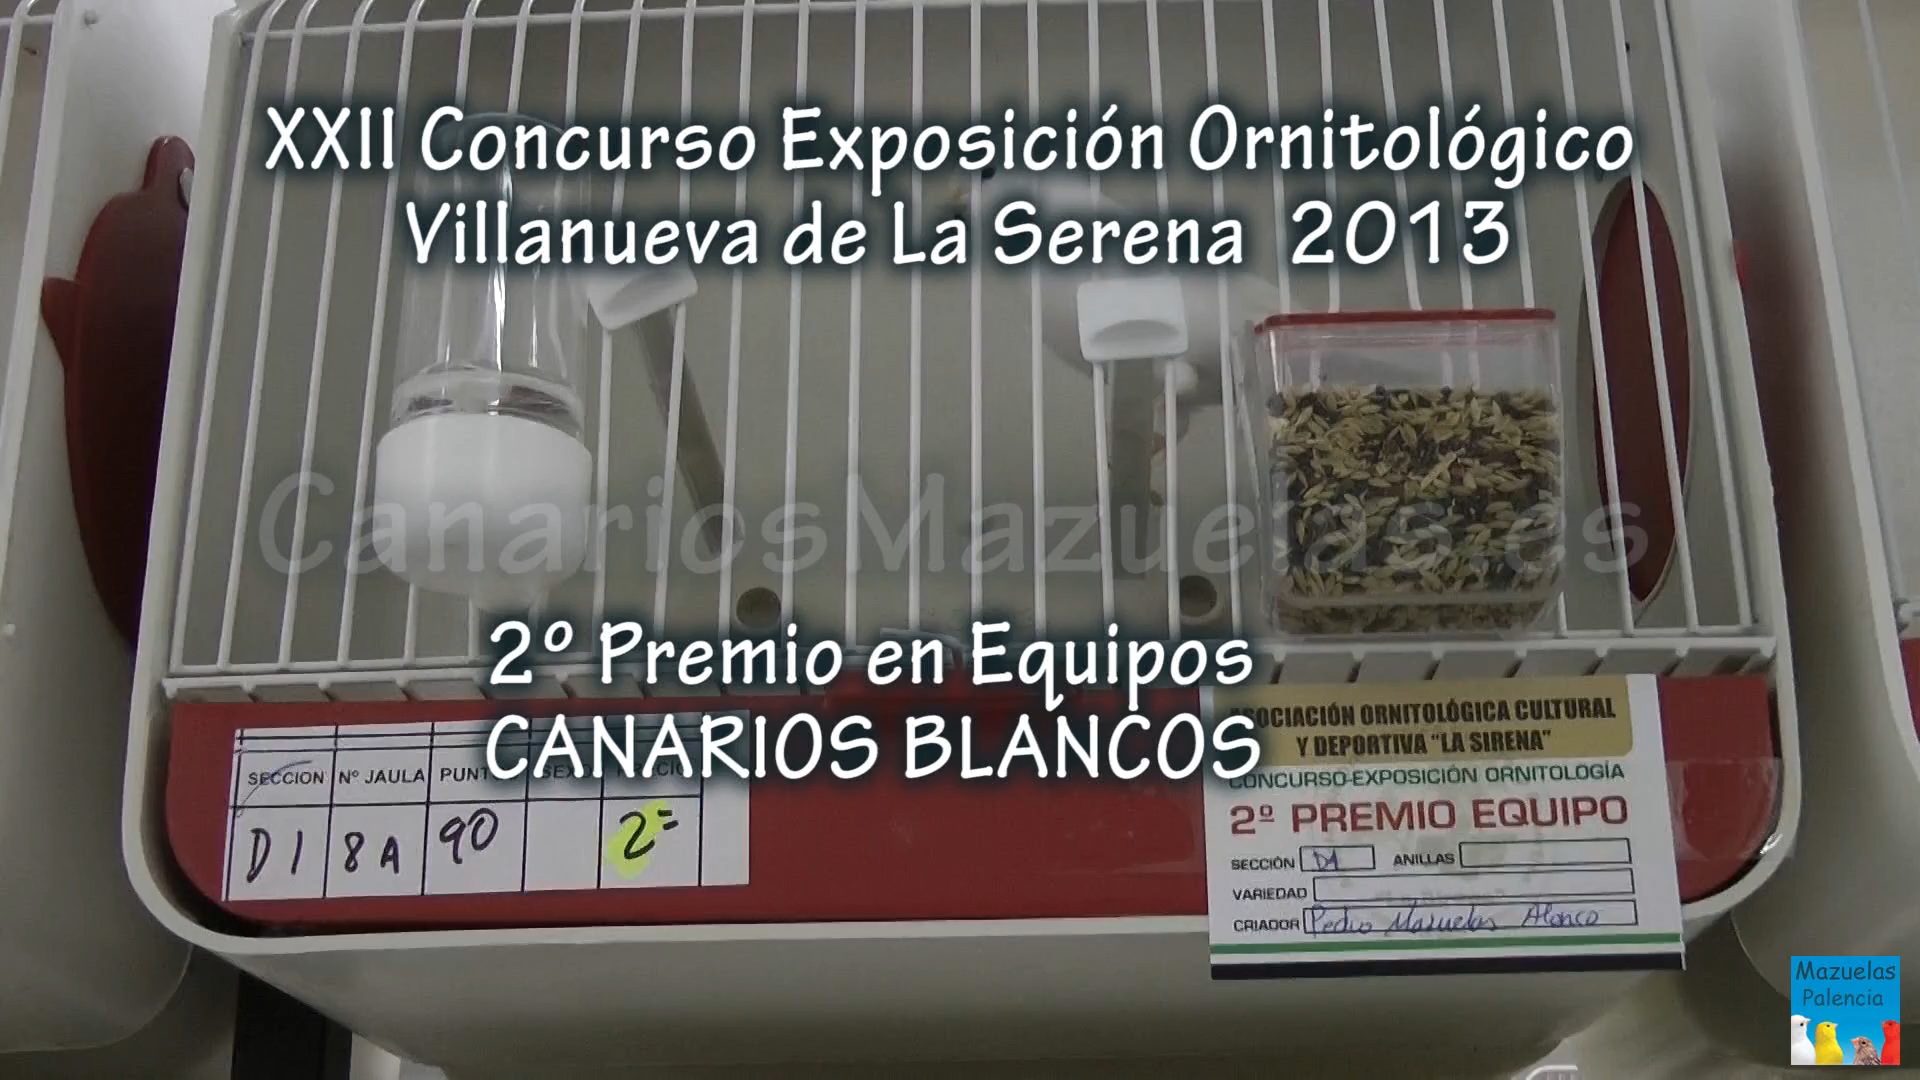 XXII Concurso Exposición Ornitológico
Villanueva de La Serena 2013
CanariosMazuelas.es
2º Premio en Equipos
CANARIOS BLANCOS
SECCION Nº JAULA PUNT SEXO PRECIO
D1 8A 90 2º
ASOCIACIÓN ORNITOLÓGICA CULTURAL
Y DEPORTIVA "LA SIRENA"
CONCURSO-EXPOSICIÓN ORNITOLOGÍA
2º PREMIO EQUIPO
SECCIÓN D1 ANILLAS
VARIEDAD
CRIADOR Pedro Mazuelas Alonso
Mazuelas
Palencia